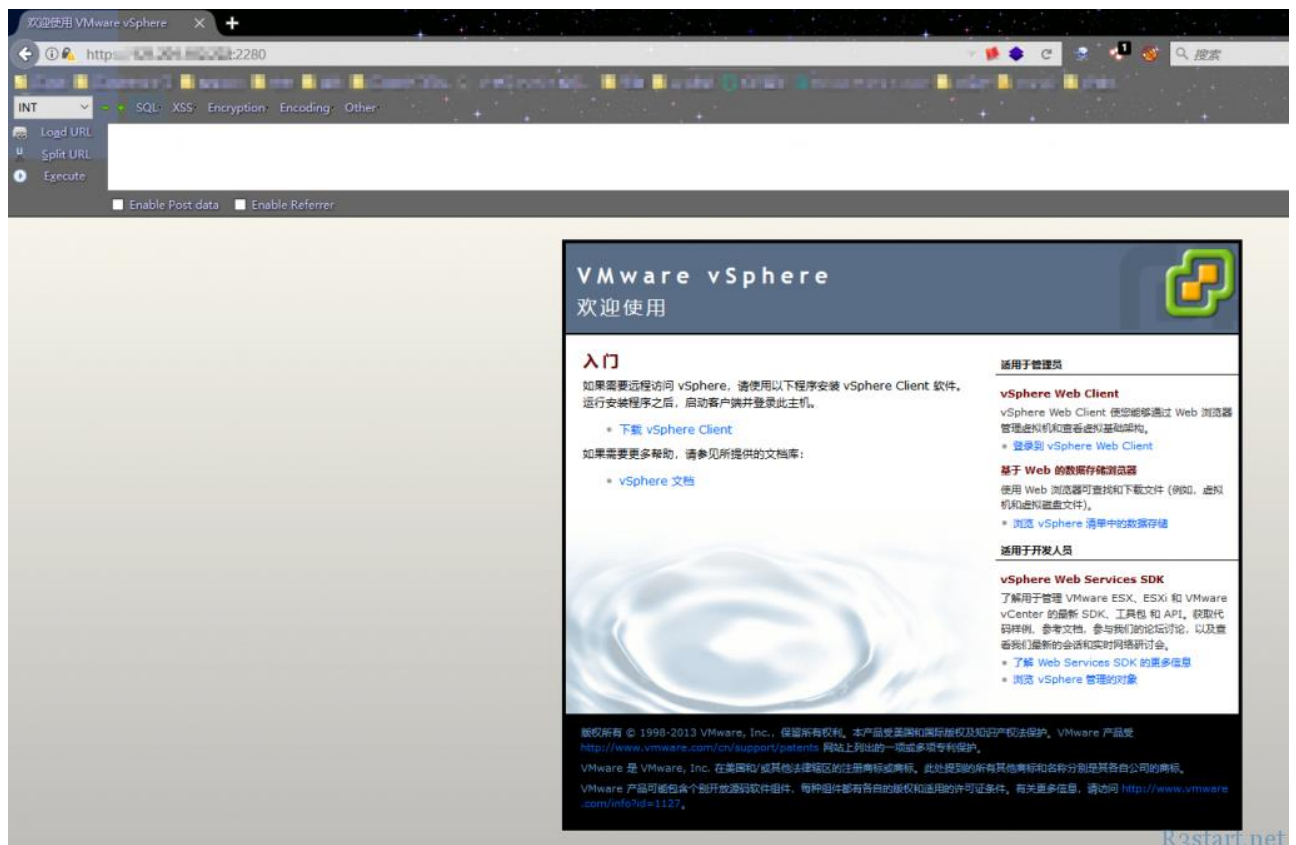 欢迎使用 VMware vSphere
https
:2280
1
搜索
INT
SQL- XSS- Encryption- Encoding- Other-
Load URL
Split URL
Execute
Enable Post data Enable Referrer
VMware vSphere
欢迎使用
入门
如果需要远程访问 vSphere，请使用以下程序安装 vSphere Client 软件。
运行安装程序之后，启动客户端并登录此主机。
下载 vSphere Client
如果需要更多帮助，请参见所提供的文档库：
vSphere 文档
适用于管理员
vSphere Web Client
vSphere Web Client 使您能够通过 Web 浏览器
管理虚拟机和查看虚拟基础架构。
登录到 vSphere Web Client
基于 Web 的数据存储浏览器
使用 Web 浏览器可查找和下载文件 (例如，虚拟
机和虚拟磁盘文件)。
浏览 vSphere 清单中的数据存储
适用于开发人员
vSphere Web Services SDK
了解用于管理 VMware ESX、ESXi 和 VMware
vCenter 的最新 SDK、工具包 和 API。获取代
码样例、参考文档，参与我们的论坛讨论，以及查
看我们最新的会话和实时网络研讨会。
了解 Web Services SDK 的更多信息
浏览 vSphere 管理的对象
版权所有 © 1998-2013 VMware, Inc.，保留所有权利。本产品受美国和国际版权及知识产权法保护。VMware 产品受
http://www.vmware.com/cn/support/patents 网站上列出的一项或多项专利保护。
VMware 是 VMware, Inc. 在美国和/或其他法律辖区的注册商标或商标。此处提到的所有其他商标和名称分别是其各自公司的商标。
VMware 产品可能包含个别开放源码软件组件，每种组件都有各自的版权和适用的许可证条件。有关更多信息，请访问 http://www.vmware
.com/info?id=1127。
R3start.net